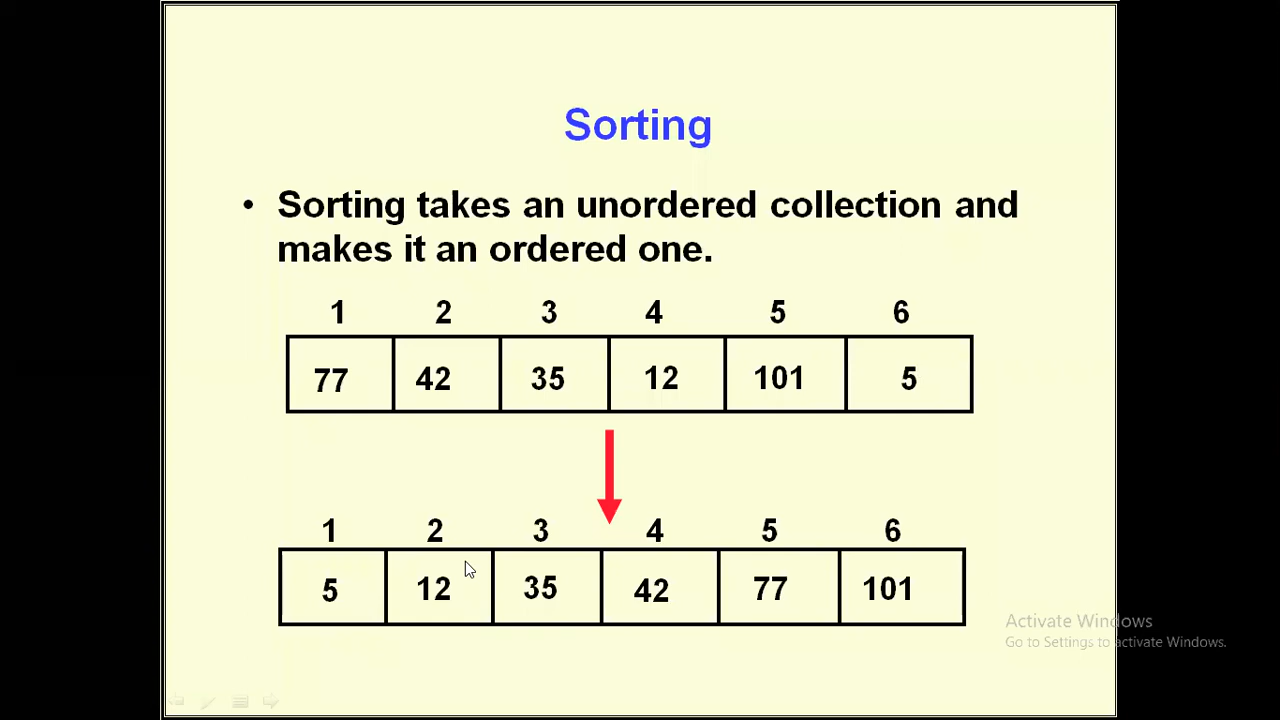 Sorting
• Sorting takes an unordered collection and
makes it an ordered one.
1 2 3 4 5 6
77 42 35 12 101 5
1 2 3 4 5 6
5 12 35 42 77 101
Activate Windows
Go to Settings to activate Windows.